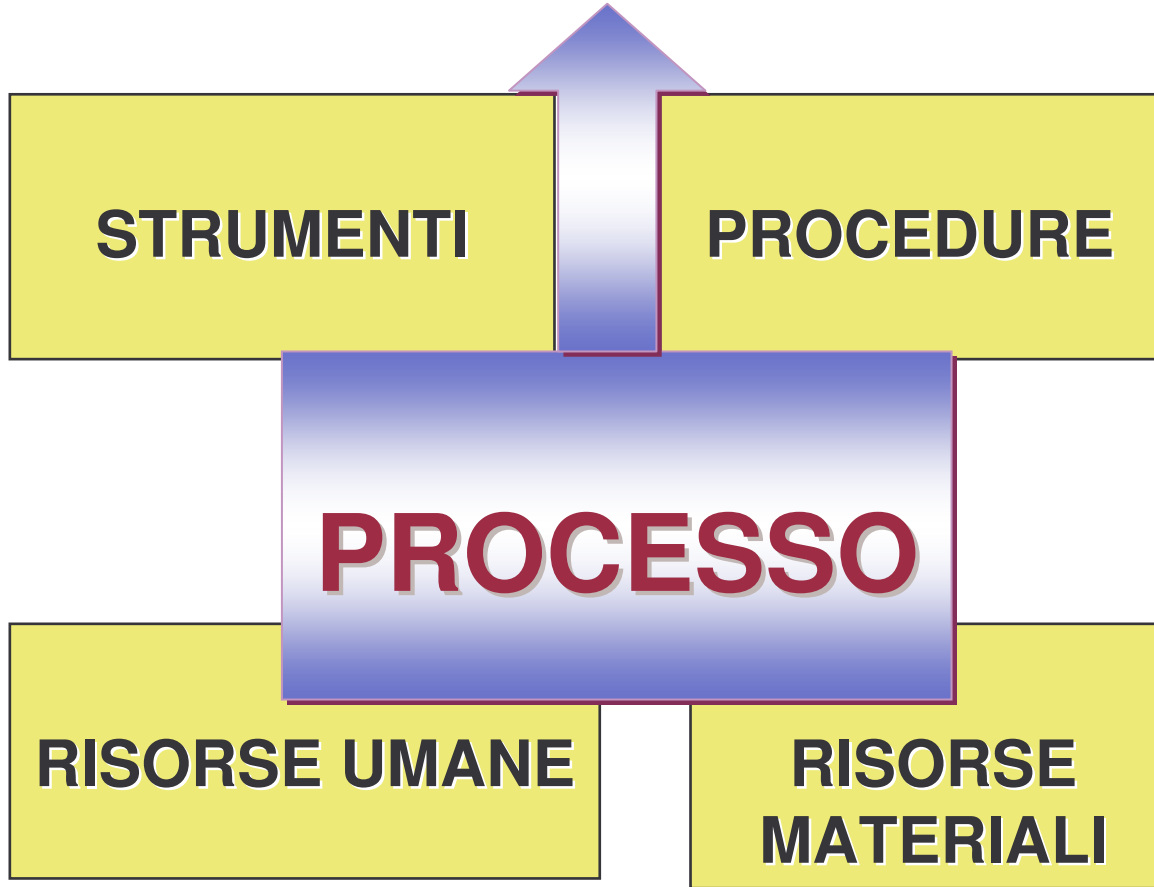 STRUMENTI
PROCEDURE
PROCESSO
RISORSE UMANE
RISORSE
MATERIALI